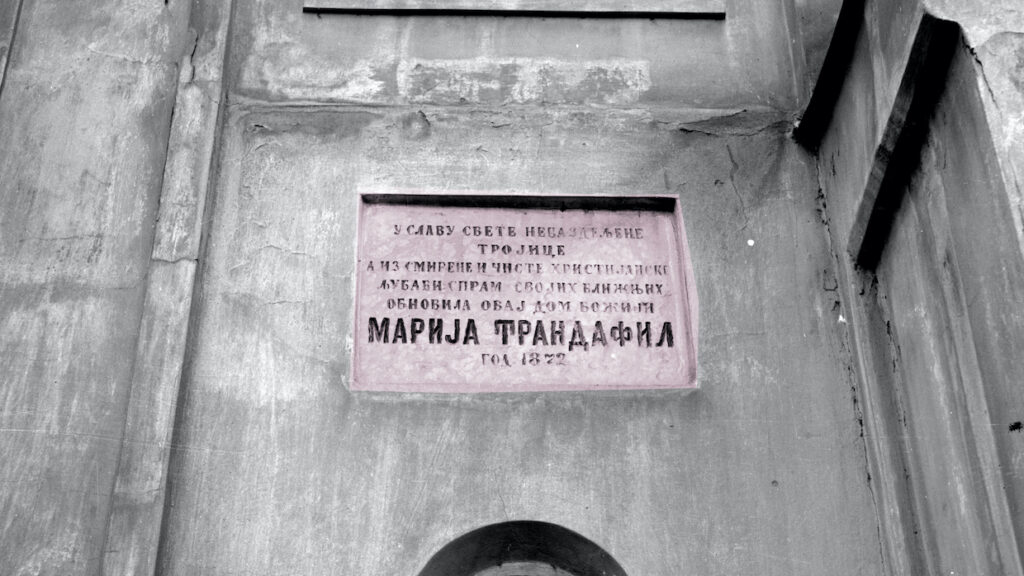 У СЛАВУ СВЕТЕ НЕРАЗДЕЉЕНЕ
ТРОЈИЦЕ
А ИЗ СМИРЕНЕ И ЧИСТЕ ХРИСТИЈАНСКЕ
ЉУБАВИ СПРАМ СВОЈИХ БЛИЖЊИХ
ОБНОВИЛА ОВАЈ ДОМ БОЖИЈИ
МАРИЈА ТРАНДАФИЛ
ГОД. 1872